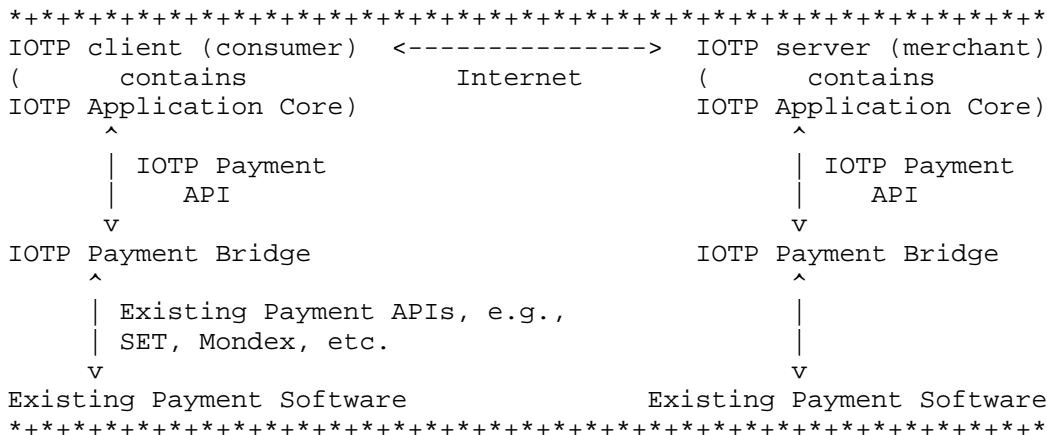 *+*+*+*+*+*+*+*+*+*+*+*+*+*+*+*+*+*+*+*+*+*+*+*+*+*+*+*+*+*+*+*+*
IOTP client (consumer)  <--------------->  IOTP server (merchant)
(      contains             Internet       (      contains
IOTP Application Core)                     IOTP Application Core)
      ^                                          ^
      | IOTP Payment                             | IOTP Payment
      |    API                                   |    API
      v                                          v
IOTP Payment Bridge                        IOTP Payment Bridge
     ^                                           ^
     | Existing Payment APIs, e.g.,              |
     | SET, Mondex, etc.                         |
     v                                           v
Existing Payment Software               Existing Payment Software
*+*+*+*+*+*+*+*+*+*+*+*+*+*+*+*+*+*+*+*+*+*+*+*+*+*+*+*+*+*+*+*+*